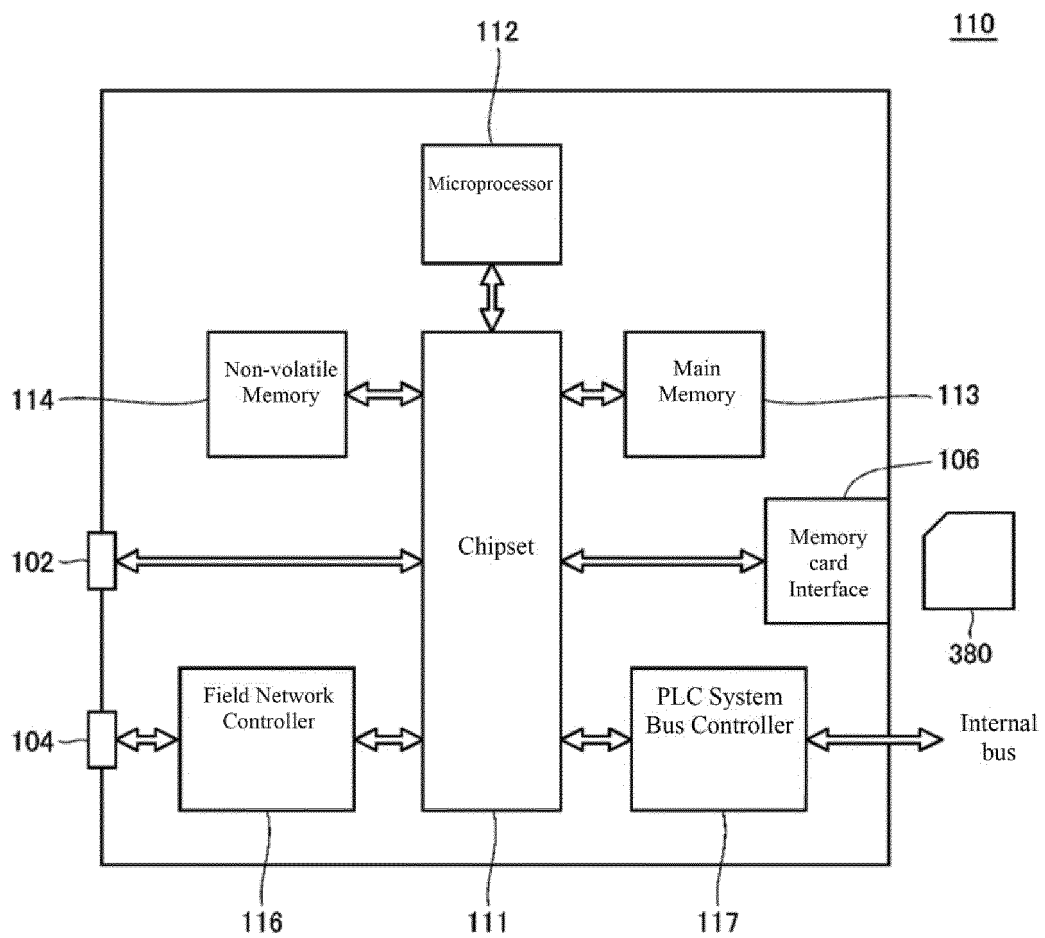 112
110
Microprocessor
Non-volatile
Memory
114
Main
Memory
113
106
102
Chipset
Memory
card
Interface
380
104
Field Network
Controller
PLC System
Bus Controller
Internal
bus
116
111
117